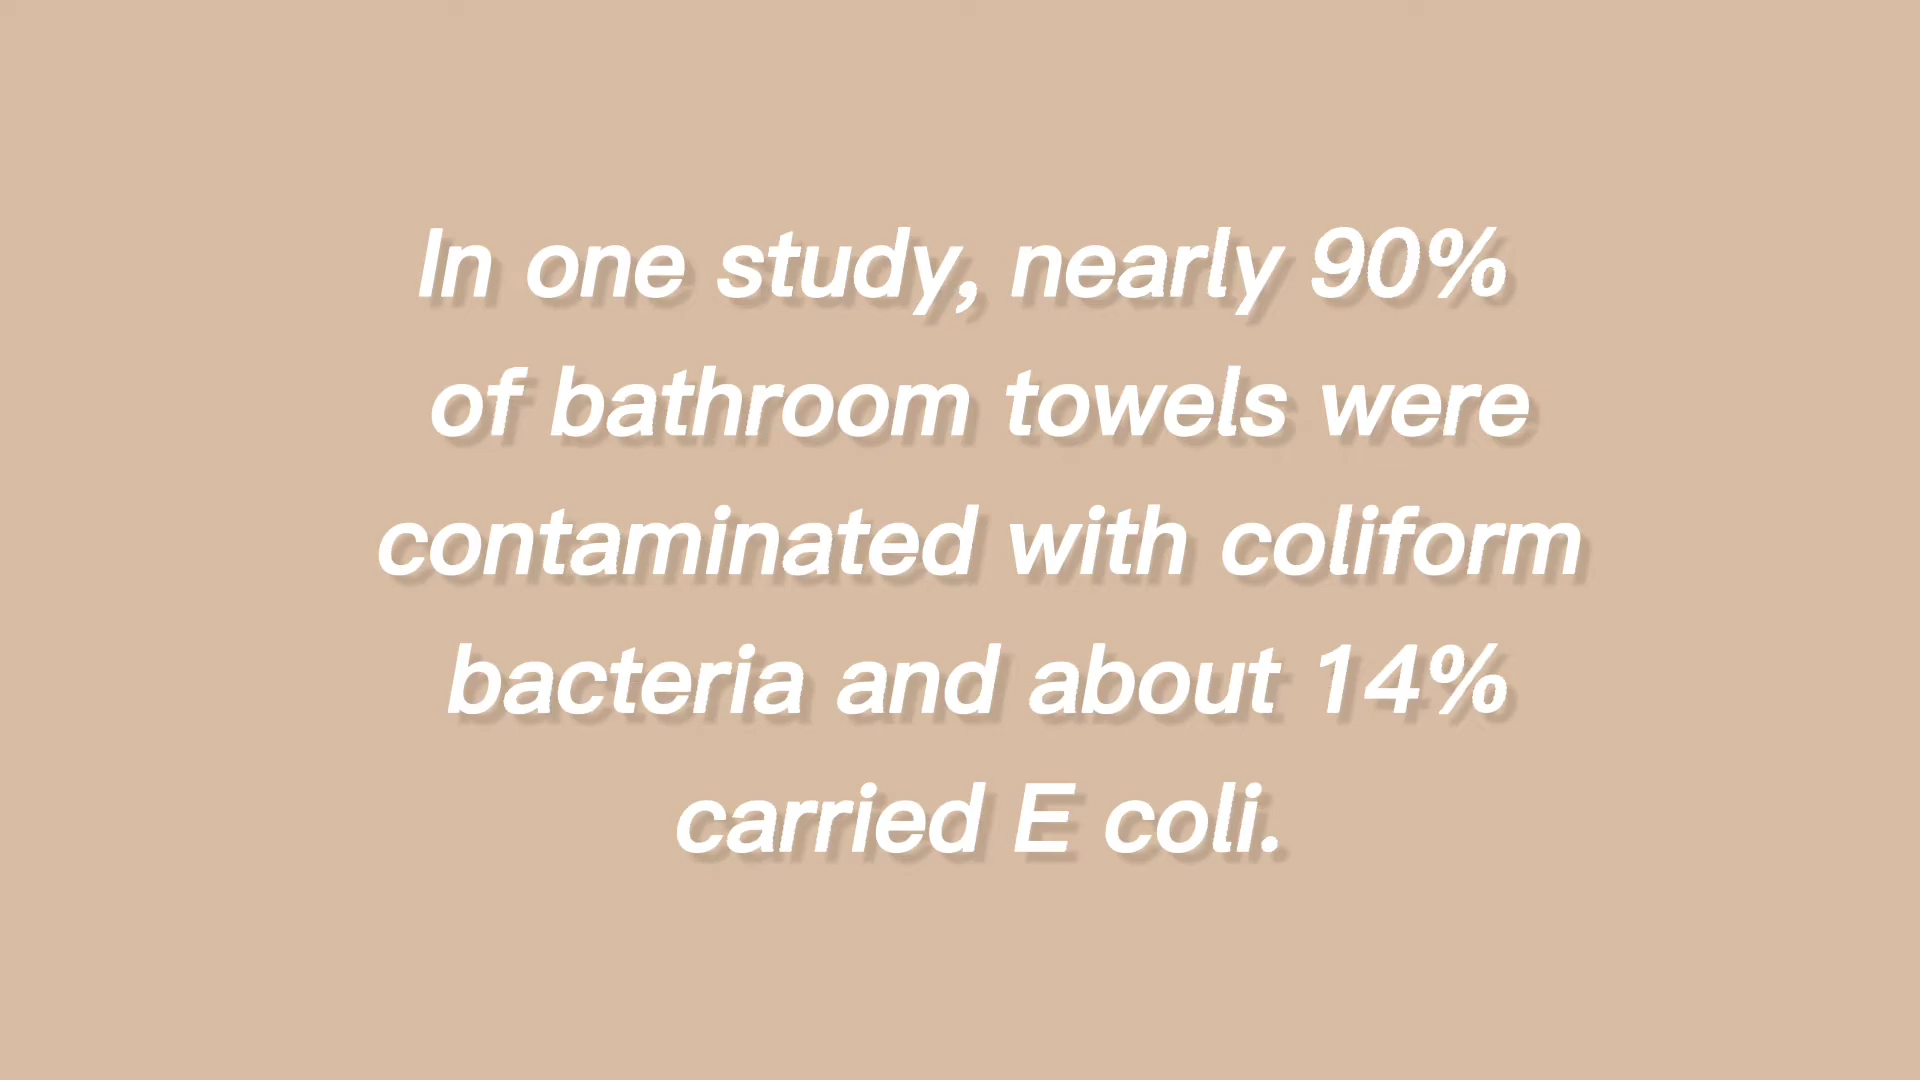 In one study, nearly 90%
of bathroom towels were
contaminated with coliform
bacteria and about 14%
carried E coli.